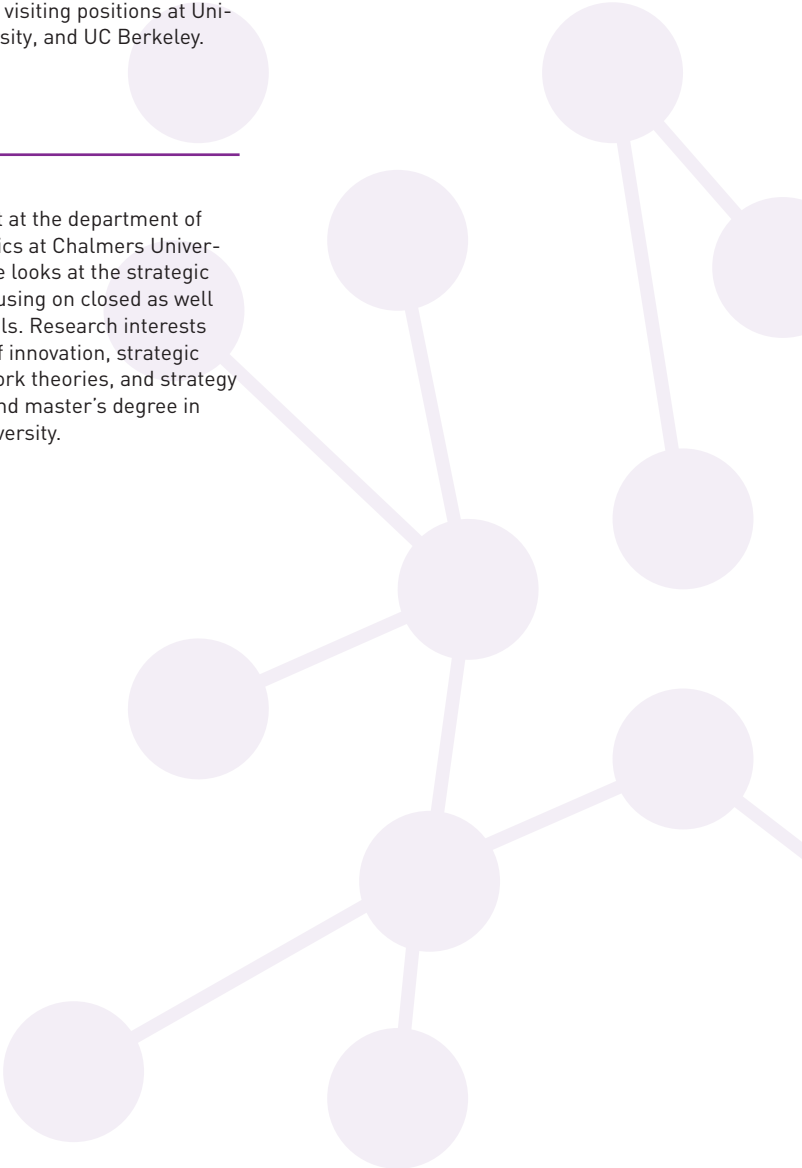 visiting positions at Uni-
sity, and UC Berkeley.
t at the department of
ics at Chalmers Univer-
e looks at the strategic
using on closed as well
ls. Research interests
f innovation, strategic
ork theories, and strategy
nd master's degree in
versity.